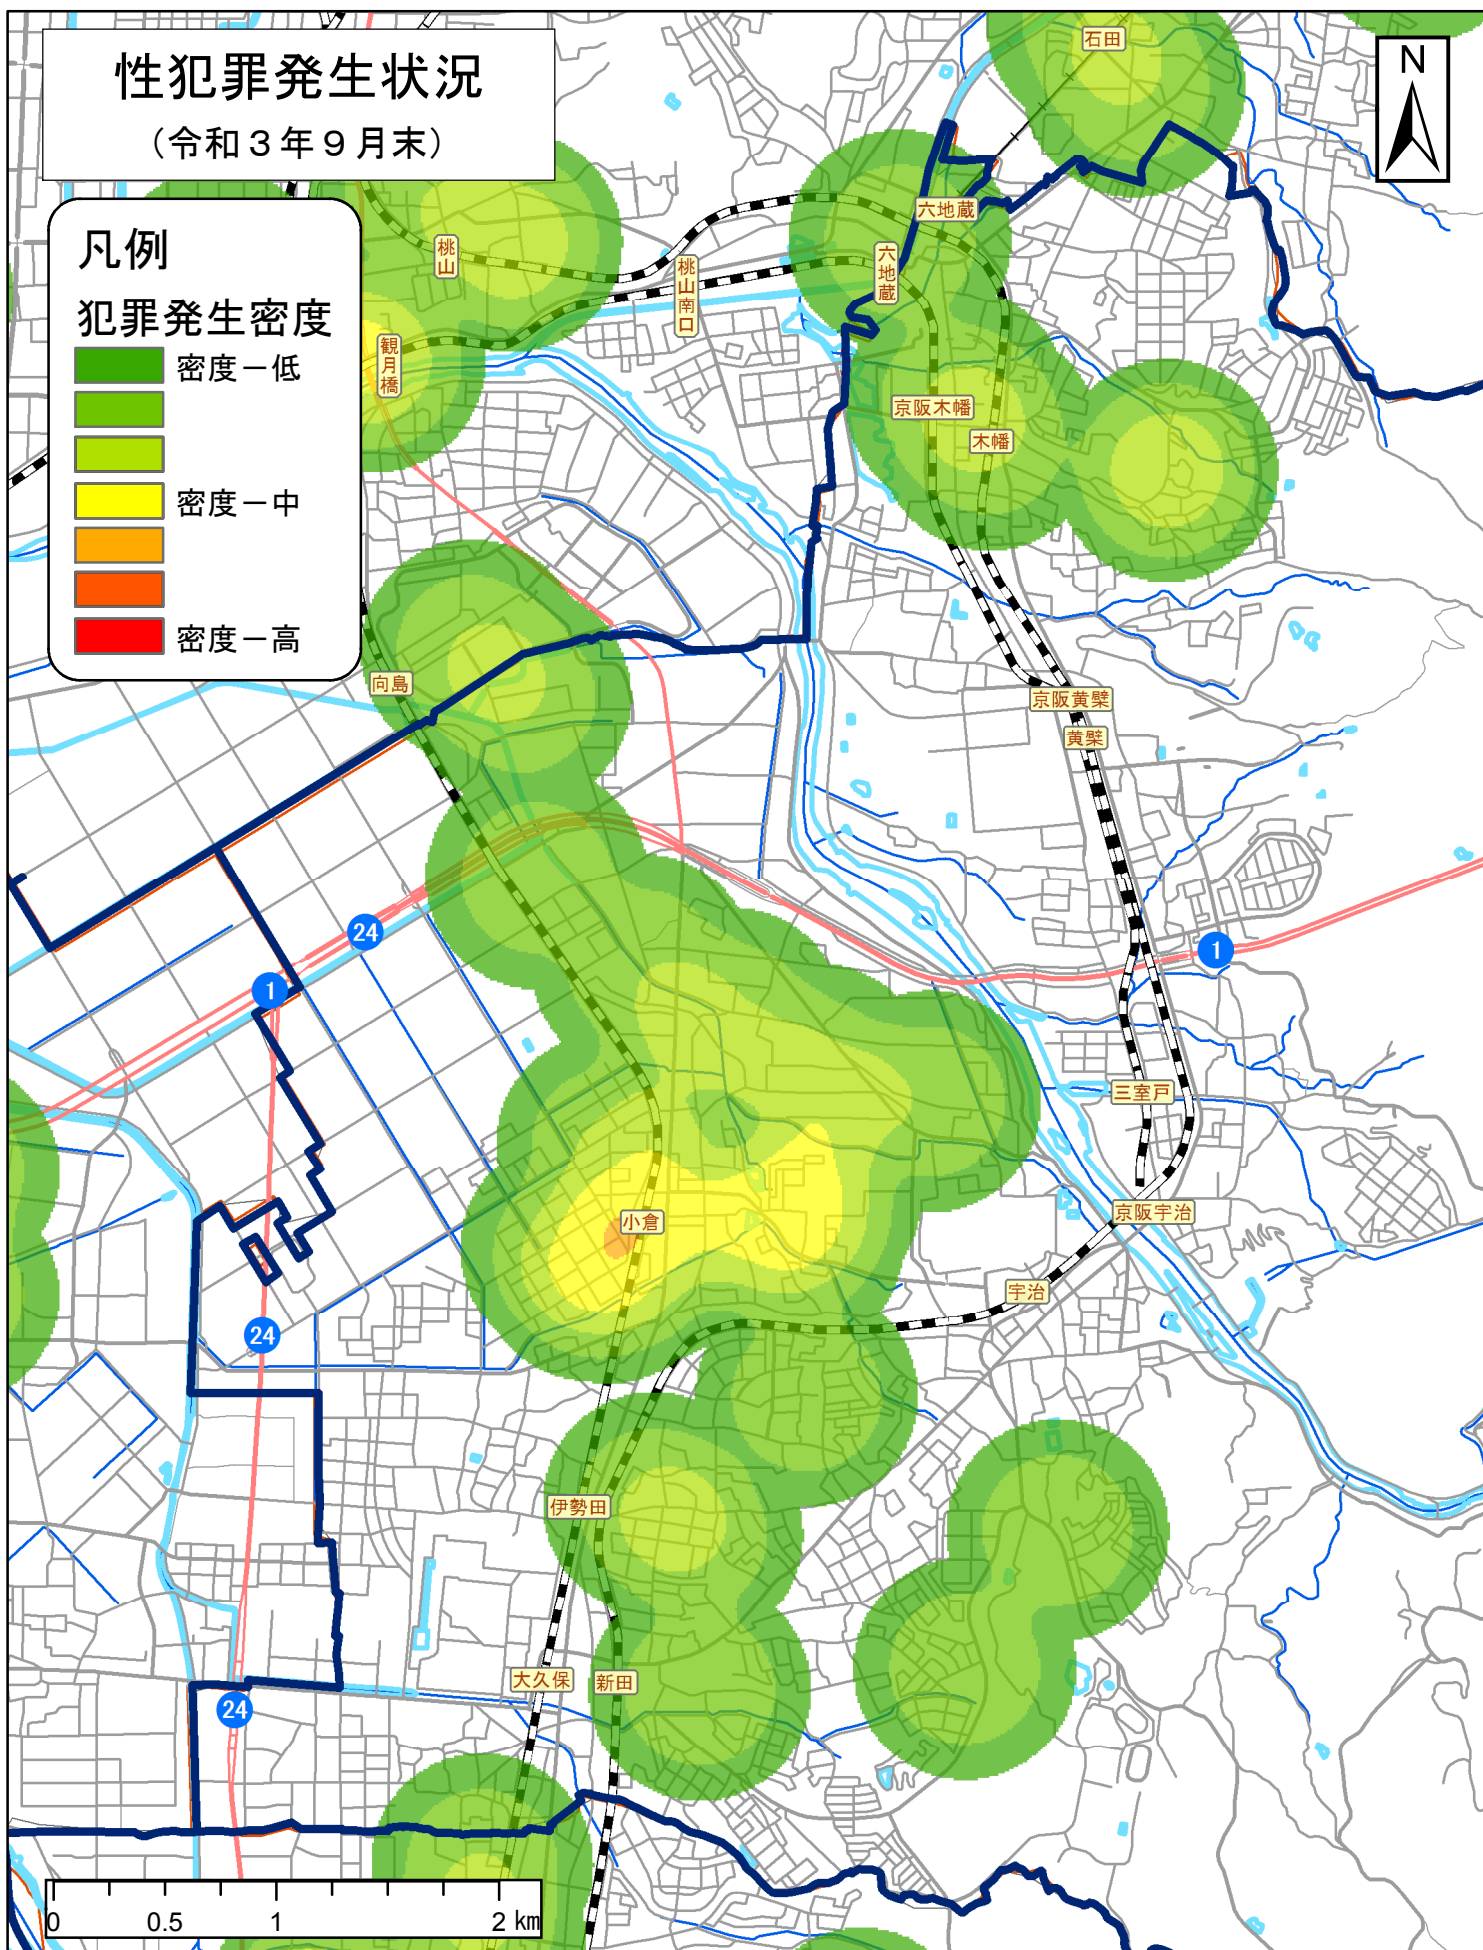 性犯罪発生状況
（令和３年９月末）
N
凡例
犯罪発生密度
密度－低
密度－中
密度－高
石田
六地蔵
六地蔵
桃山
桃山南口
観月橋
京阪木幡
木幡
向島
京阪黄檗
黄檗
24
1
1
三室戸
京阪宇治
小倉
宇治
24
伊勢田
大久保
新田
24
0 0.5 1 2 km